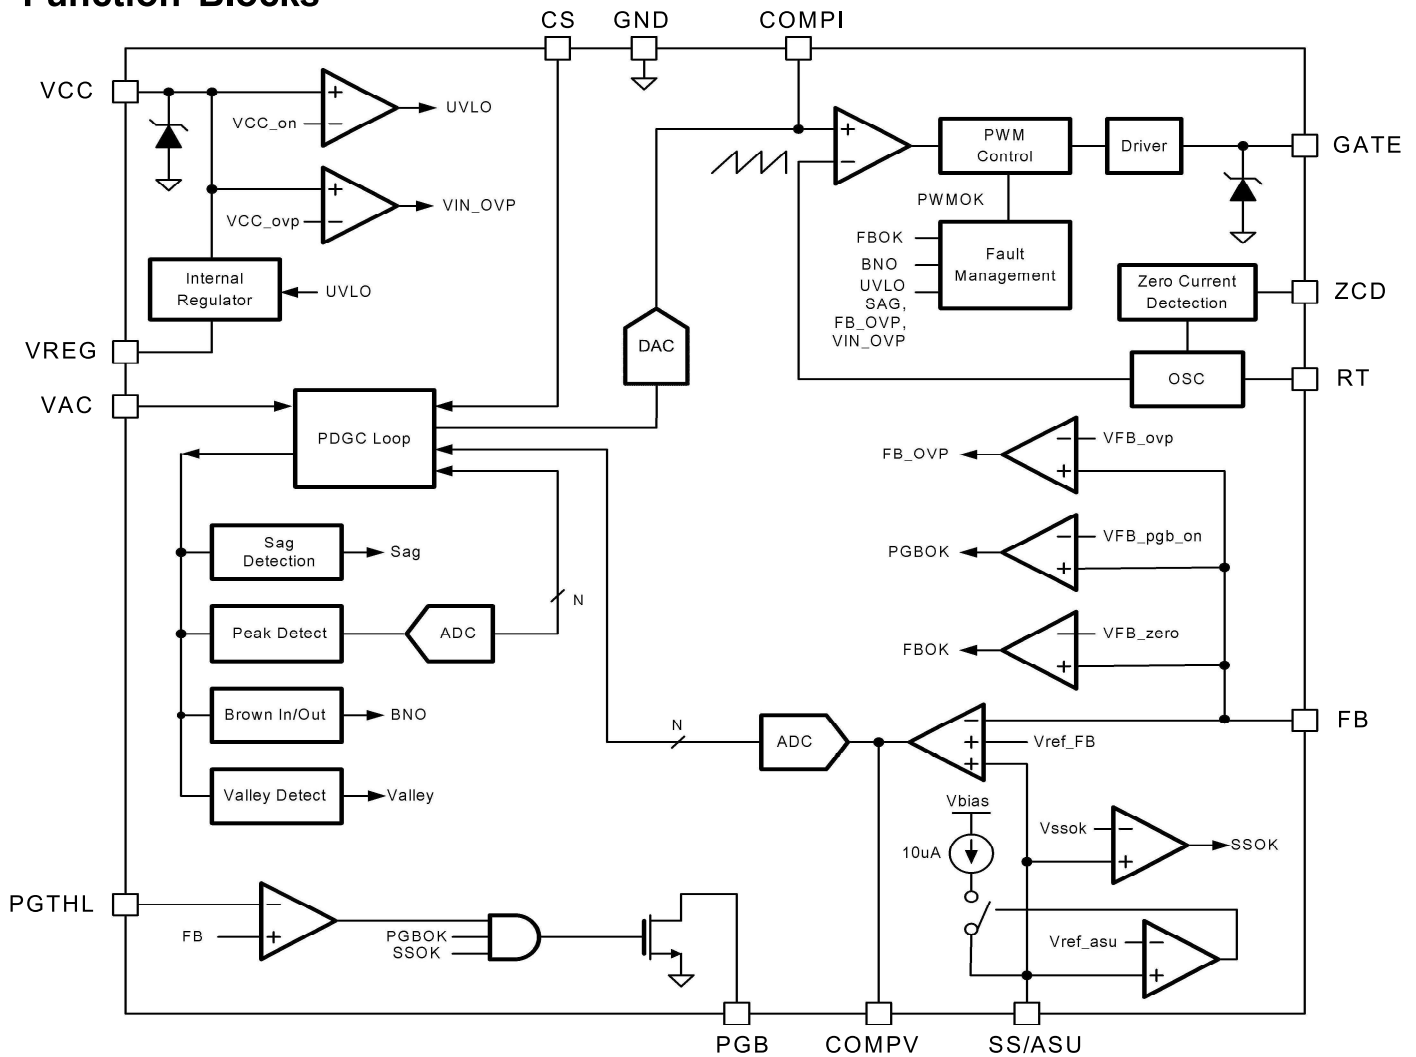 Function Blocks
CS
GND
COMPI
VCC
VCC_on
+
−
UVLO
VCC_ovp
+
−
VIN_OVP
Internal
Regulator
UVLO
VREG
VAC
PDGC Loop
DAC
+
−
PWM
Control
Driver
GATE
PWMOK
FBOK
BNO
UVLO
SAG,
FB_OVP,
VIN_OVP
Fault
Management
Zero Current
Dectection
ZCD
OSC
RT
FB_OVP
−
+
VFB_ovp
PGBOK
−
+
VFB_pgb_on
FBOK
−
+
VFB_zero
Sag
Detection
Sag
Peak Detect
ADC
N
Brown In/Out
BNO
Valley Detect
Valley
N
ADC
−
+
+
Vref_FB
FB
Vbias
10uA
Vssok
−
+
SSOK
Vref_asu
−
+
PGTHL
FB
−
+
PGBOK
SSOK
PGB
COMPV
SS/ASU